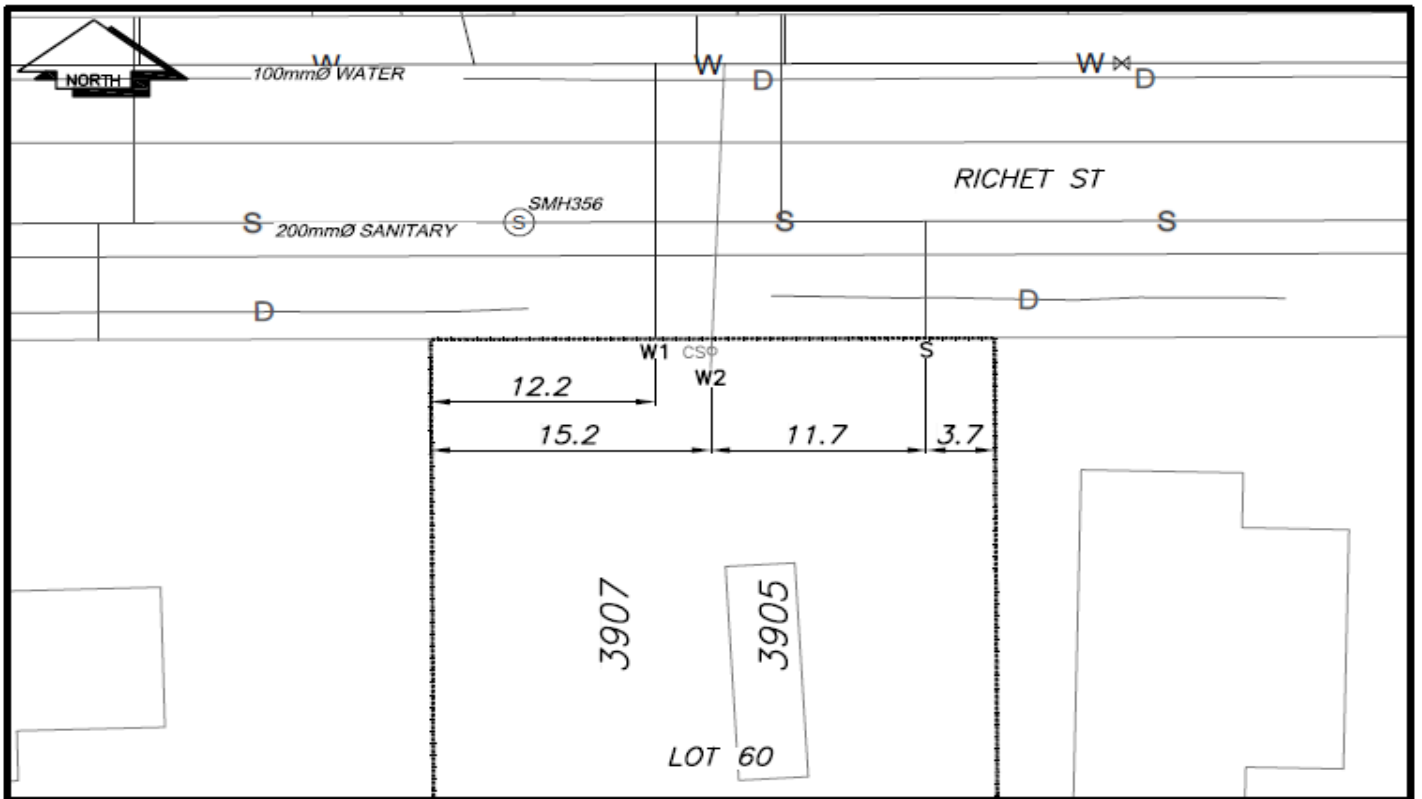 W
W
W
NORTH
100mmØ WATER
D
D
RICHET ST
SMH356
S
200mmØ SANITARY
S
S
S
D
D
W1
CS
S
W2
12.2
15.2
11.7
3.7
3907
3905
LOT 60